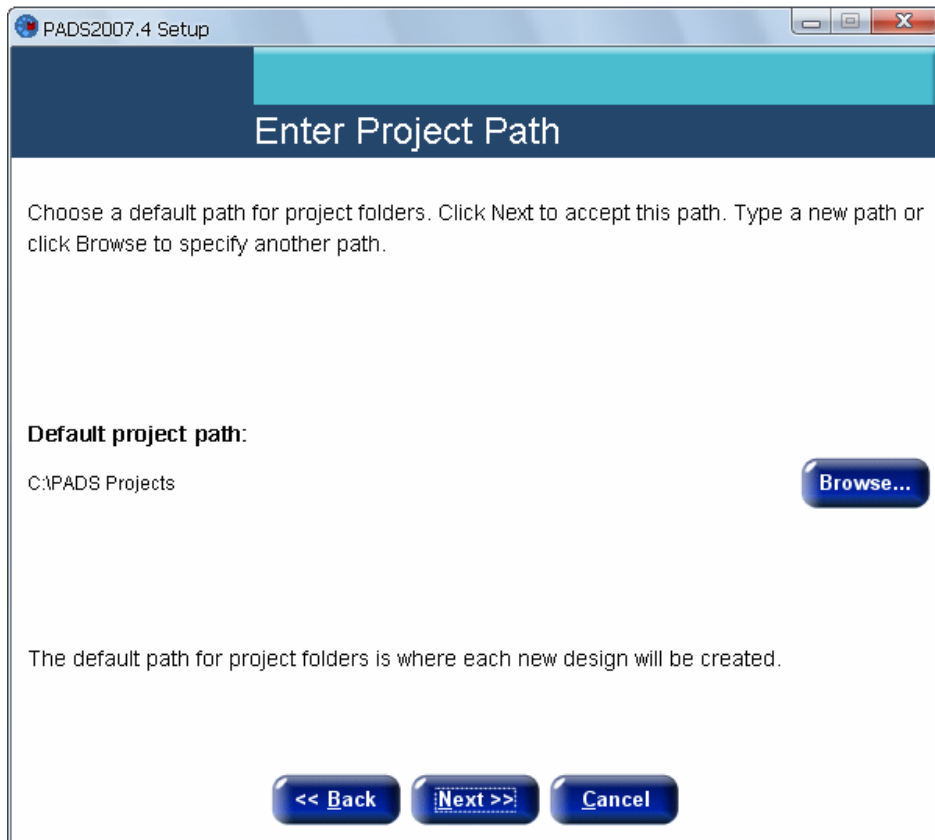 PADS2007.4 Setup
Enter Project Path
Choose a default path for project folders. Click Next to accept this path. Type a new path or
click Browse to specify another path.
Default project path:
C:\PADS Projects
Browse...
The default path for project folders is where each new design will be created.
<< Back
Next >>
Cancel